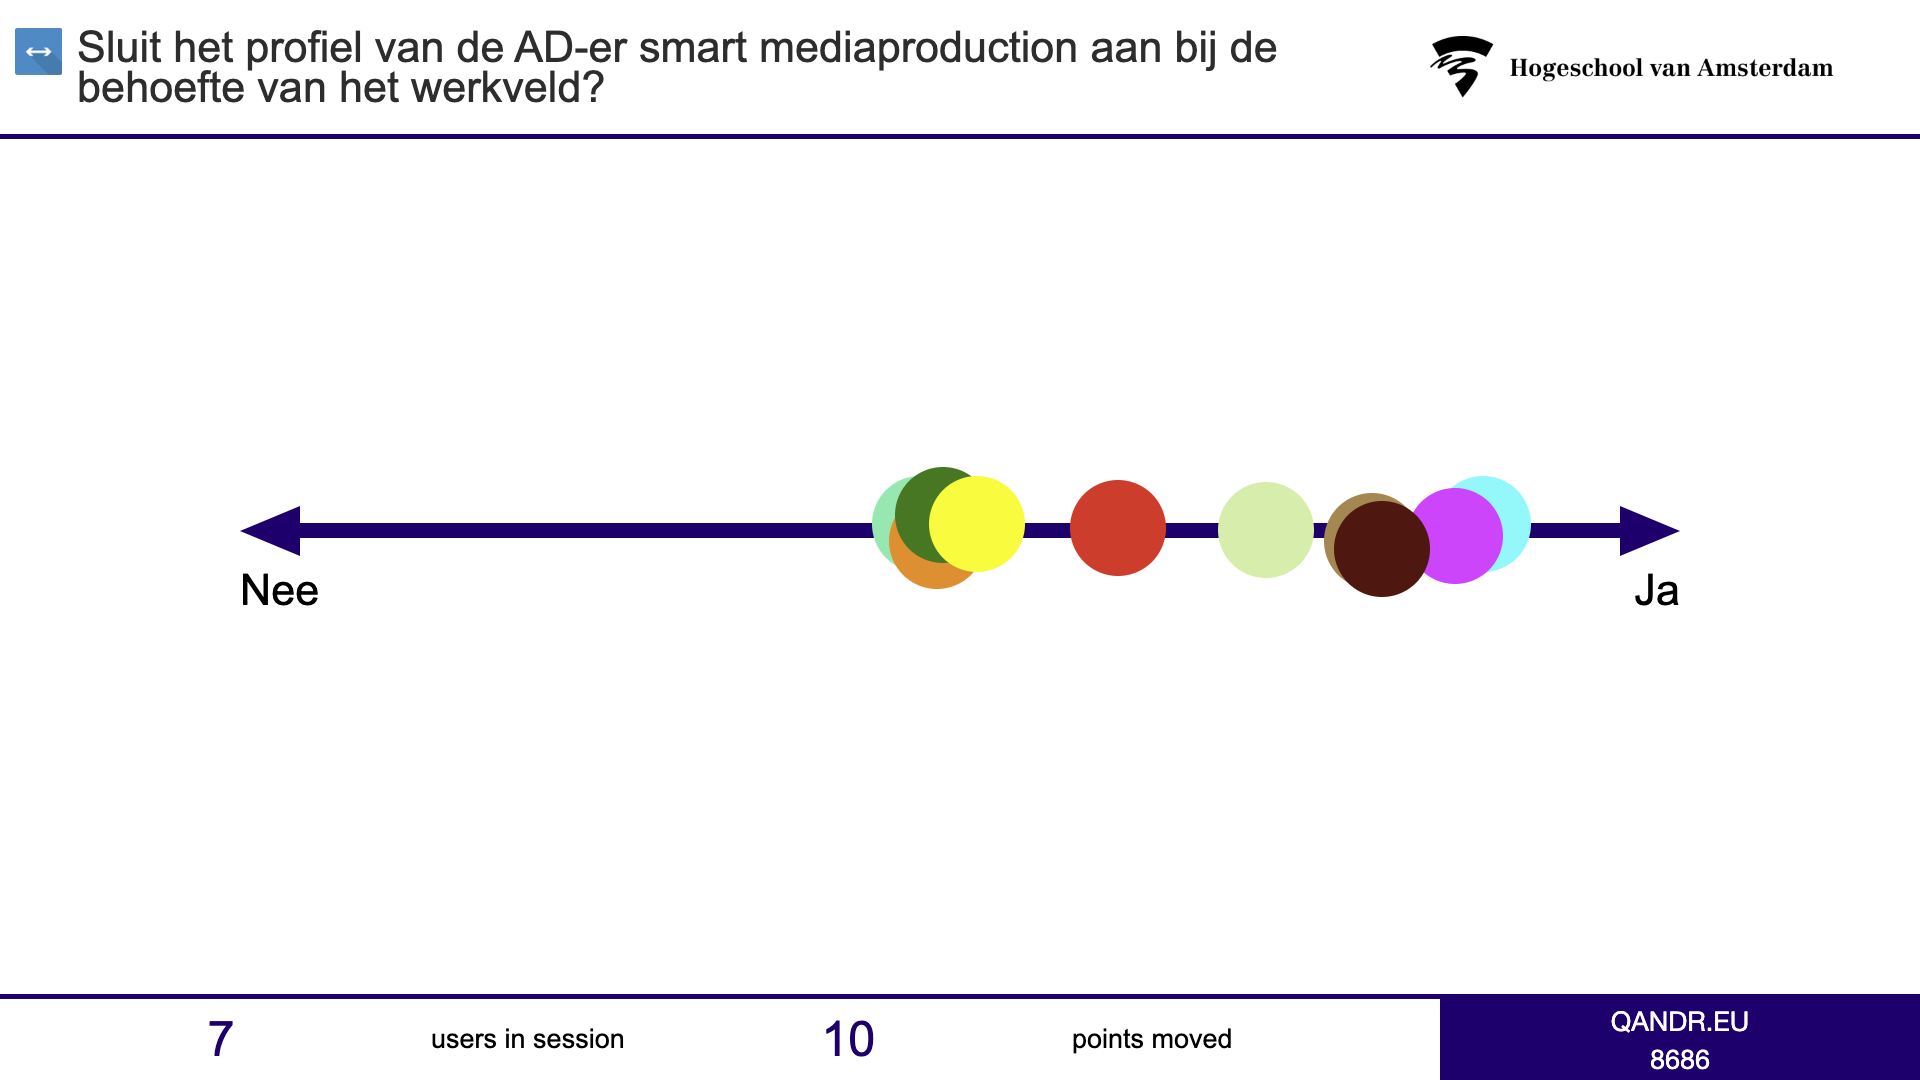 Sluit het profiel van de AD-er smart mediaproduction aan bij de
behoefte van het werkveld?
Hogeschool van Amsterdam
Nee
Ja
7 users in session 10 points moved
QANDR.EU
8686